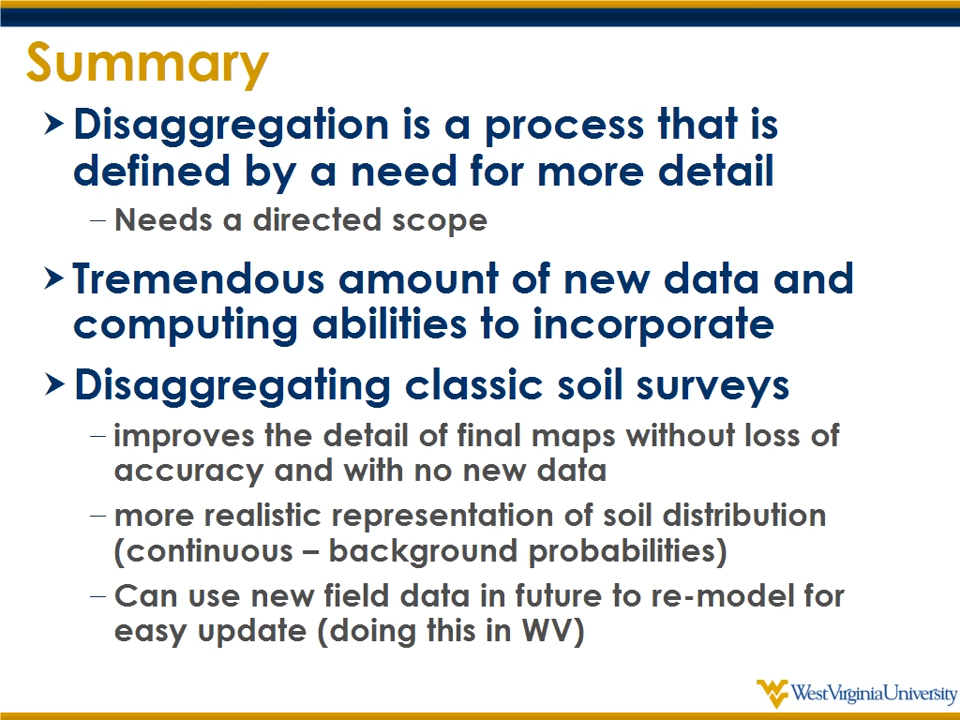 Summary
Disaggregation is a process that is
defined by a need for more detail
– Needs a directed scope
Tremendous amount of new data and
computing abilities to incorporate
Disaggregating classic soil surveys
– improves the detail of final maps without loss of
accuracy and with no new data
– more realistic representation of soil distribution
(continuous – background probabilities)
– Can use new field data in future to re-model for
easy update (doing this in WV)
WestVirginiaUniversity